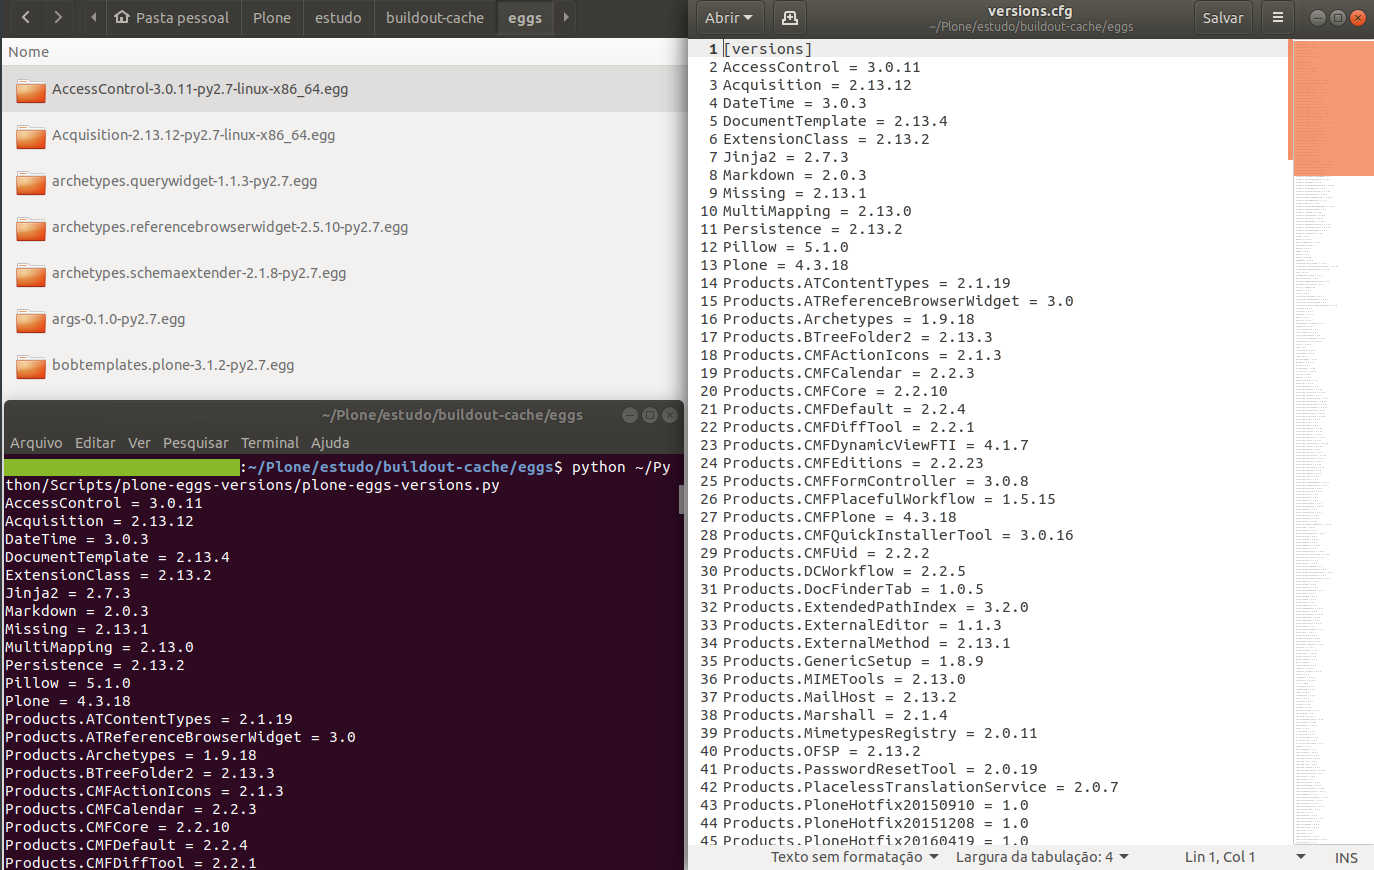 Pasta pessoal Plone estudo buildout-cache eggs
Nome
AccessControl-3.0.11-py2.7-linux-x86_64.egg
Acquisition-2.13.12-py2.7-linux-x86_64.egg
archetypes.querywidget-1.1.3-py2.7.egg
archetypes.referencebrowserwidget-2.5.10-py2.7.egg
archetypes.schemaextender-2.1.8-py2.7.egg
args-0.1.0-py2.7.egg
bobtemplates.plone-3.1.2-py2.7.egg
~/Plone/estudo/buildout-cache/eggs
Arquivo Editar Ver Pesquisar Terminal Ajuda
:~/Plone/estudo/buildout-cache/eggs$ python ~/Py
thon/Scripts/plone-eggs-versions/plone-eggs-versions.py
AccessControl = 3.0.11
Acquisition = 2.13.12
DateTime = 3.0.3
DocumentTemplate = 2.13.4
ExtensionClass = 2.13.2
Jinja2 = 2.7.3
Markdown = 2.0.3
Missing = 2.13.1
MultiMapping = 2.13.0
Persistence = 2.13.2
Pillow = 5.1.0
Plone = 4.3.18
Products.ATContentTypes = 2.1.19
Products.ATReferenceBrowserWidget = 3.0
Products.Archetypes = 1.9.18
Products.BTreeFolder2 = 2.13.3
Products.CMFActionIcons = 2.1.3
Products.CMFCalendar = 2.2.3
Products.CMFCore = 2.2.10
Products.CMFDefault = 2.2.4
Products.CMFDiffTool = 2.2.1
Abrir
versions.cfg
~/Plone/estudo/buildout-cache/eggs
Salvar
1 [versions]
2 AccessControl = 3.0.11
3 Acquisition = 2.13.12
4 DateTime = 3.0.3
5 DocumentTemplate = 2.13.4
6 ExtensionClass = 2.13.2
7 Jinja2 = 2.7.3
8 Markdown = 2.0.3
9 Missing = 2.13.1
10 MultiMapping = 2.13.0
11 Persistence = 2.13.2
12 Pillow = 5.1.0
13 Plone = 4.3.18
14 Products.ATContentTypes = 2.1.19
15 Products.ATReferenceBrowserWidget = 3.0
16 Products.Archetypes = 1.9.18
17 Products.BTreeFolder2 = 2.13.3
18 Products.CMFActionIcons = 2.1.3
19 Products.CMFCalendar = 2.2.3
20 Products.CMFCore = 2.2.10
21 Products.CMFDefault = 2.2.4
22 Products.CMFDiffTool = 2.2.1
23 Products.CMFDynamicViewFTI = 4.1.7
24 Products.CMFEditions = 2.2.23
25 Products.CMFFormController = 3.0.8
26 Products.CMFPlacefulWorkflow = 1.5.15
27 Products.CMFPlone = 4.3.18
28 Products.CMFQuickInstallerTool = 3.0.16
29 Products.CMFUid = 2.2.2
30 Products.DCWorkflow = 2.2.5
31 Products.DocFinderTab = 1.0.5
32 Products.ExtendedPathIndex = 3.2.0
33 Products.ExternalEditor = 1.1.3
34 Products.ExternalMethod = 2.13.1
35 Products.GenericSetup = 1.8.9
36 Products.MIMETools = 2.13.0
37 Products.MailHost = 2.13.2
38 Products.Marshall = 2.1.4
39 Products.MimetypesRegistry = 2.0.11
40 Products.OFSP = 2.13.2
41 Products.PasswordResetTool = 2.0.19
42 Products.PlacelessTranslationService = 2.0.7
43 Products.PloneHotfix20150910 = 1.0
44 Products.PloneHotfix20151208 = 1.0
45 Products.PloneHotfix20160419 = 1.0
Texto sem formatação Largura da tabulação: 4 Lin 1, Col 1 INS